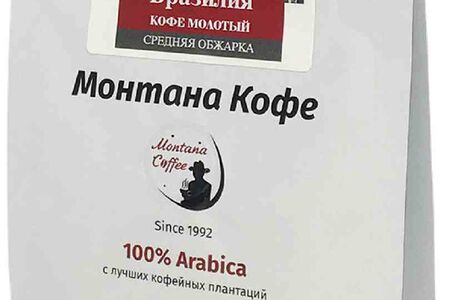 Бразилия
КОФЕ МОЛОТЫЙ
СРЕДНЯЯ ОБЖАРКА
Монтана Кофе
Montana
Coffee
Since 1992
100% Arabica
с лучших кофейных плантаций